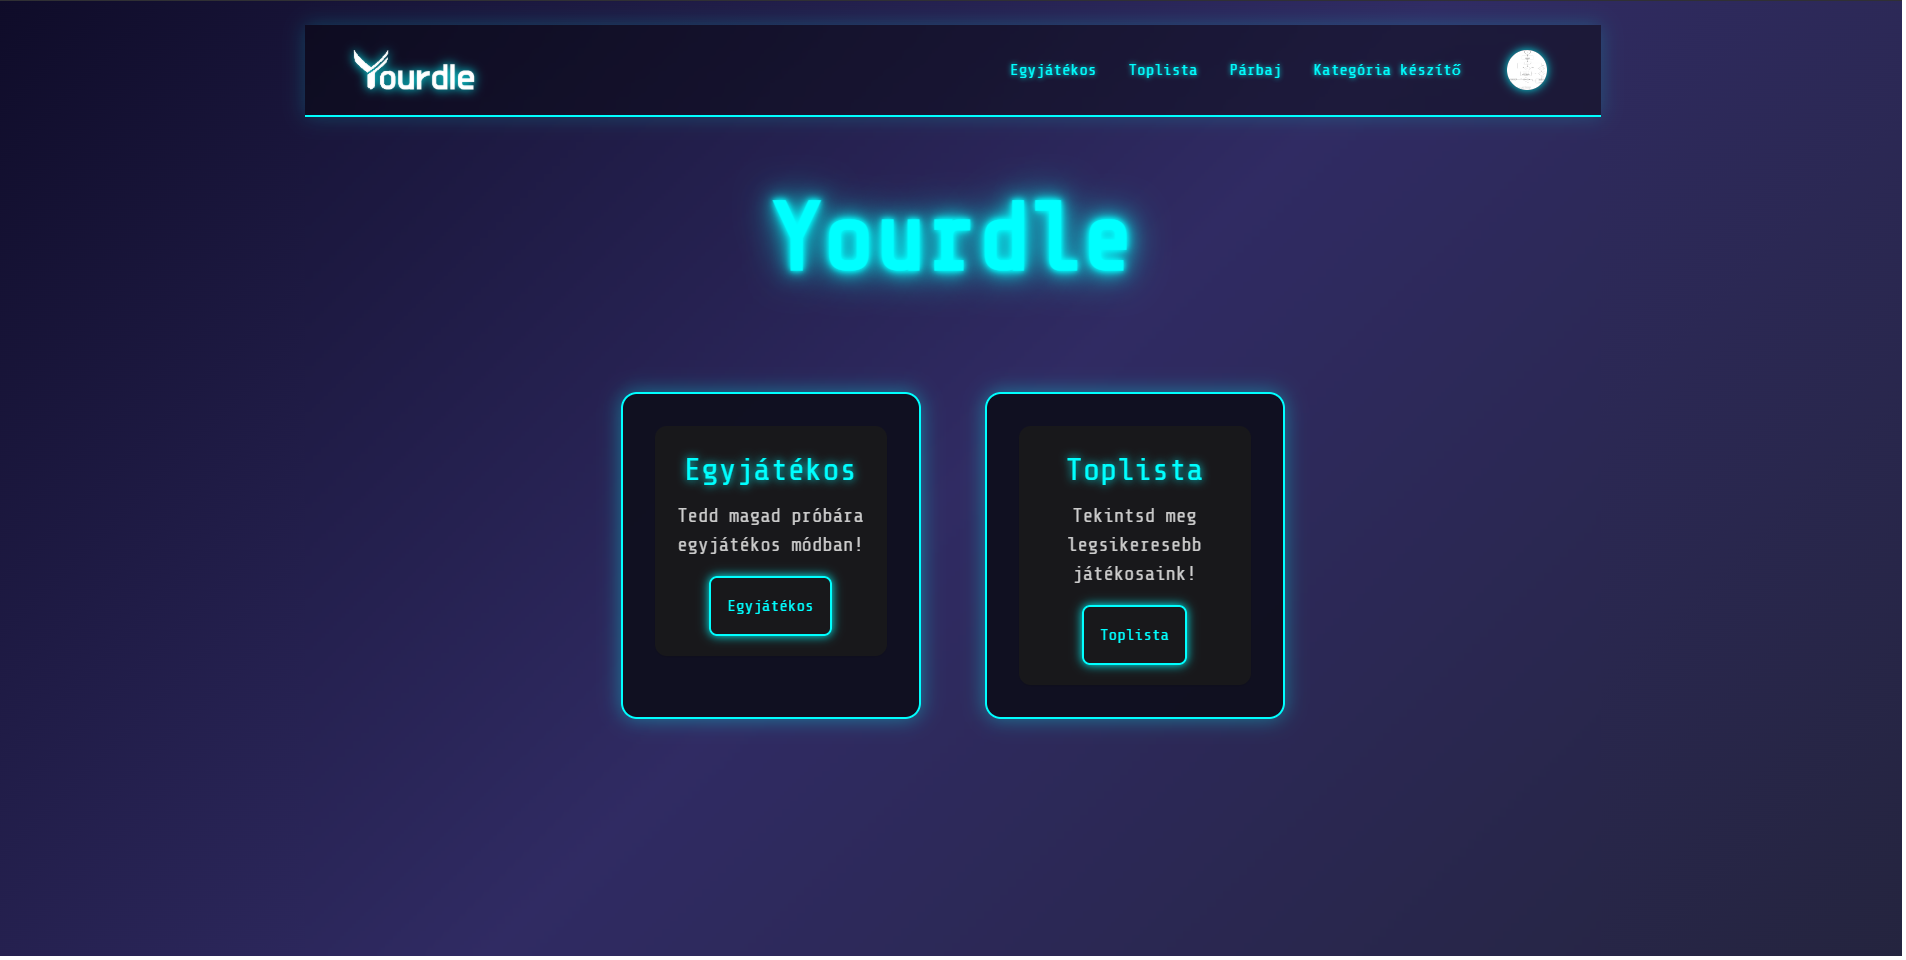 Yourdle
Egyjátékos Toplista Párbaj Kategória készítő
Yourdle
Egyjátékos
Tedd magad próbára
egyjátékos módban!
Egyjátékos
Toplista
Tekintsd meg
legsikeresebb
játékosaink!
Toplista